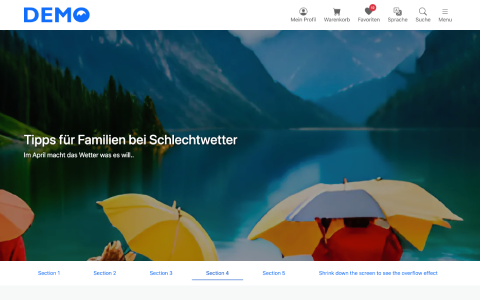 DEMO
Mein Profil
Warenkorb
Favoriten
Sprache
Suche
Menu
Tipps für Familien bei Schlechtwetter
Im April macht das Wetter was es will..
Section 1
Section 2
Section 3
Section 4
Section 5
Shrink down the screen to see the overflow effect